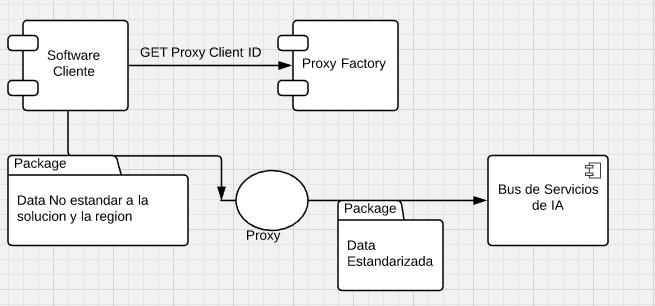 Software
Cliente
GET Proxy Client ID
Proxy Factory
Package
Data No estandar a la
solucion y la region
Proxy
Package
Data
Estandarizada
Bus de Servicios
de IA